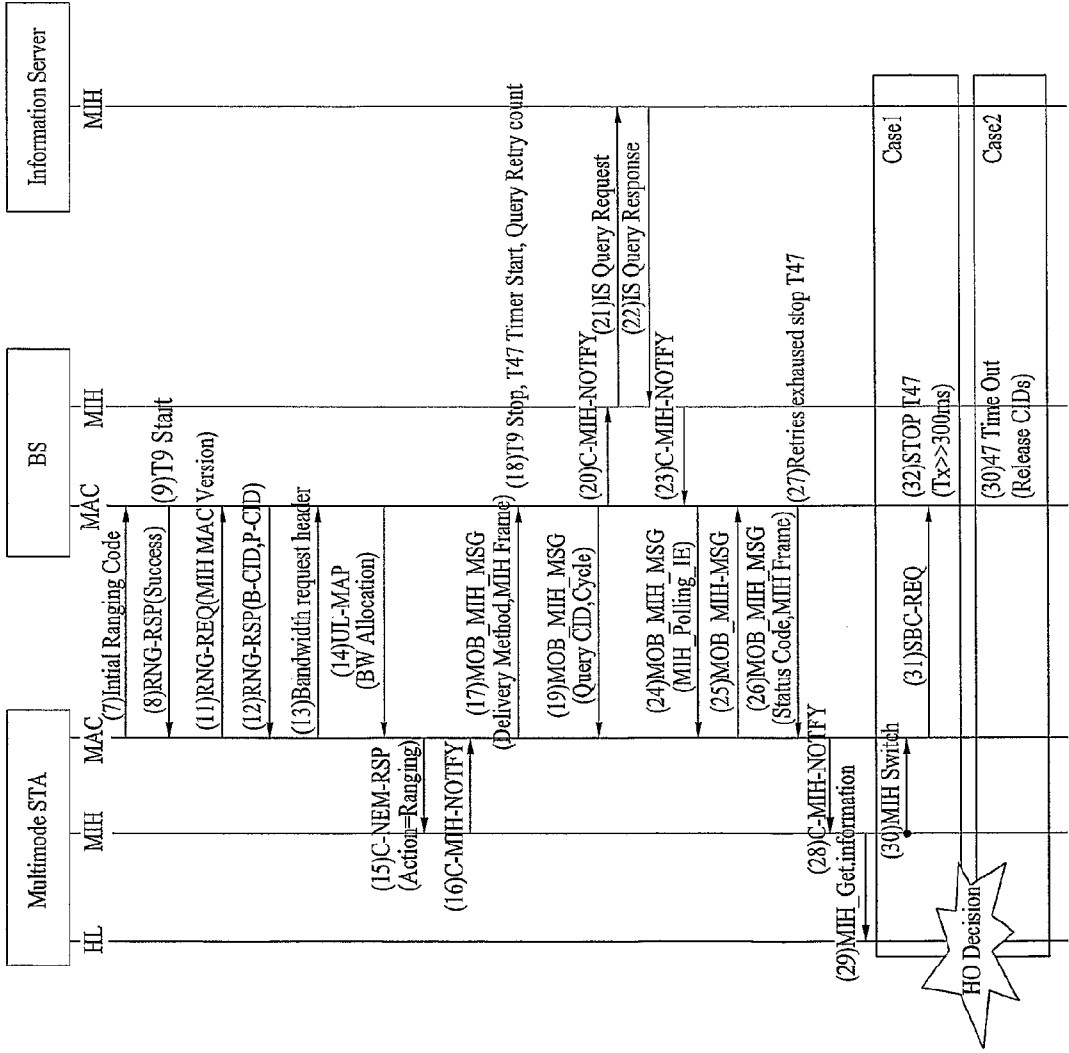 Multimode STA
BS
Information Server
HL
MIH
MAC
MAC
MIH
MIH
(7)Intial Ranging Code
(8)RNG-RSP(Success)
(9)T9 Start
(11)RNG-REQ(MIH MAC Version)
(12)RNG-RSP(B-CID,P-CID)
(13)Bandwidth request header
(14)UL-MAP
(BW Allocation)
(15)C-NEM-RSP
(Action=Ranging)
(16)C-MIH-NOTFY
(17)MOB_MIH_MSG
(Delivery Method,MIH Frame)
(18)T9 Stop, T47 Timer Start, Query Retry count
(19)MOB_MIH_MSG
(Query CID,Cycle)
(20)C-MIH-NOTFY
(21)IS Query Request
(22)IS Query Response
(23)C-MIH-NOTFY
(24)MOB_MIH_MSG
(MIH_Polling_IE)
(25)MOB_MIH-MSG
(26)MOB_MIH_MSG
(Status Code,MIH Frame)
(27)Retries exhaused stop T47
(28)C-MIH-NOTFY
(29)MIH_Get.information
(30)MIH Switch
(31)SBC-REQ
(32)STOP T47
(Tx>>300ms)
Case1
HO Decision
(30)47 Time Out
(Release CIDs)
Case2